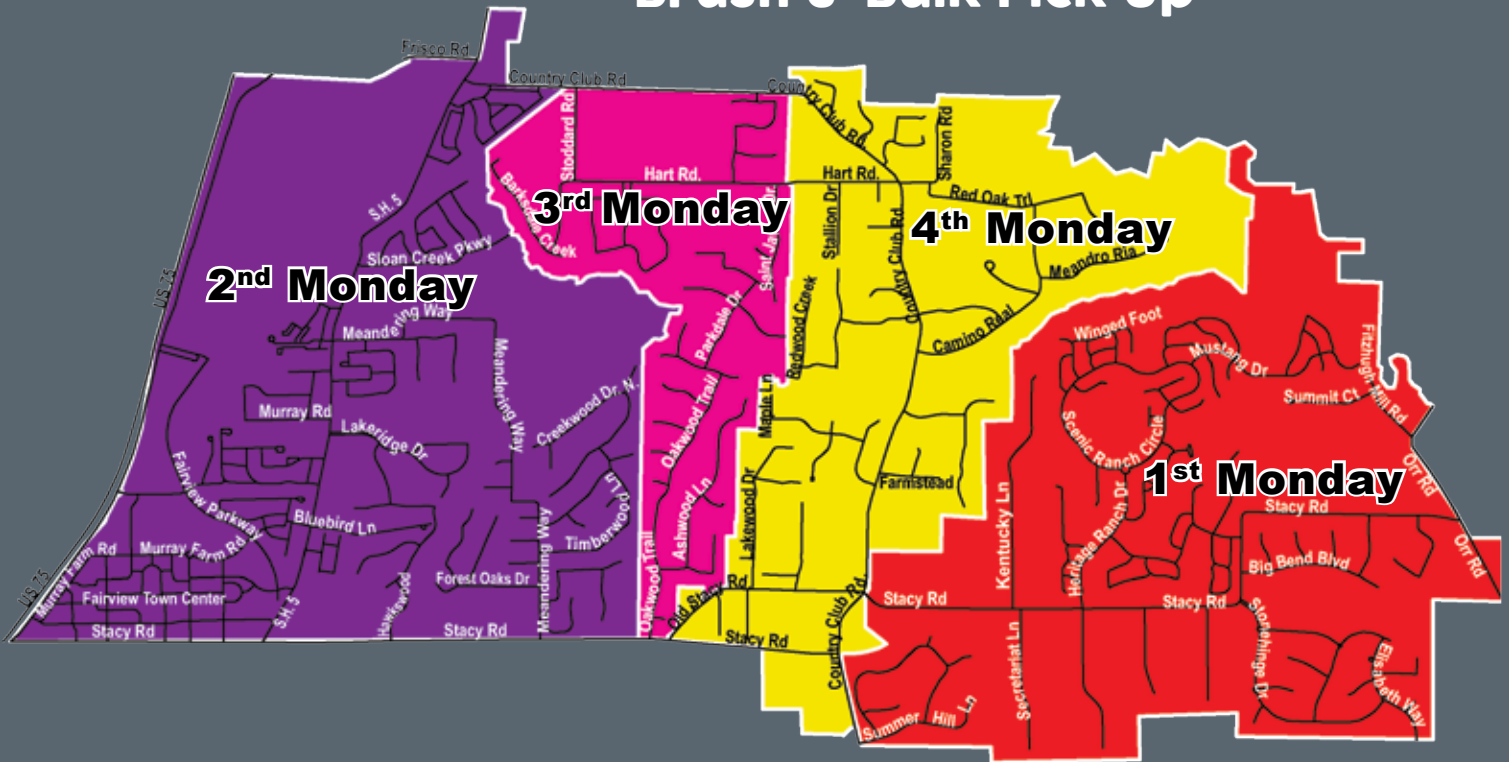 Brush & Bulk Pick Up
Frisco Rd
Country Club Rd
Country Club Rd.
Stoddard Rd
Sharon Rd
Hart Rd.
Hart Rd.
Barksdale Creek
3rd Monday
Red Oak Trl
S.H. 5
Stallion Dr
Country Club Rd
4th Monday
Sloan Creek Pkwy
Meandro Ria
US 75
2nd Monday
Redwood Creek
Parkdale Dr
Meandering Way
Camino Real
Winged Foot
Mustang Dr
Fitzhugh Mill Rd
Meandering Way
Creekwood Dr. N.
Maple Ln
Summit Ct
Murray Rd
Lakeridge Dr
Oakwood Trail
Scenic Ranch Circle
Fairview Parkway
Farmstead
1st Monday
Orr Rd
Timberwood Ln
Ashwood Ln
Lakewood Dr
Kentucky Ln
Heritage Ranch Dr
Stacy Rd
Bluebird Ln
Murray Farm Rd
Murray Farm Rd
Meandering Way
Oakwood Trail
Big Bend Blvd
Orr Rd
Forest Oaks Dr
US 75
Fairview Town Center
S.H. 5
Hawkswood
Old Stacy Rd
Country Club Rd
Stacy Rd
Stacy Rd
Stacy Rd
Stacy Rd
Stacy Rd
Secretariat Ln
Stonehinge Dr
Elisabeth Way
Summer Hill Ln